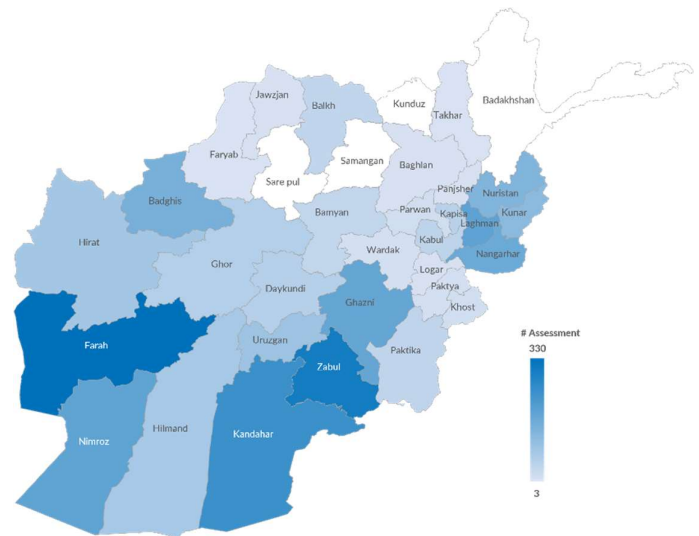 Jawzjan
Balkh
Kunduz
Badakhshan
Takhar
Faryab
Samangan
Baghlan
Sare pul
Panjsher
Nuristan
Badghis
Bamyan
Parwan
Kapisa
Kunar
Laghman
Hirat
Kabul
Wardak
Nangarhar
Ghor
Logar
Daykundi
Paktya
Ghazni
Khost
# Assessment
330
Farah
Uruzgan
Paktika
Zabul
Hilmand
Kandahar
Nimroz
3